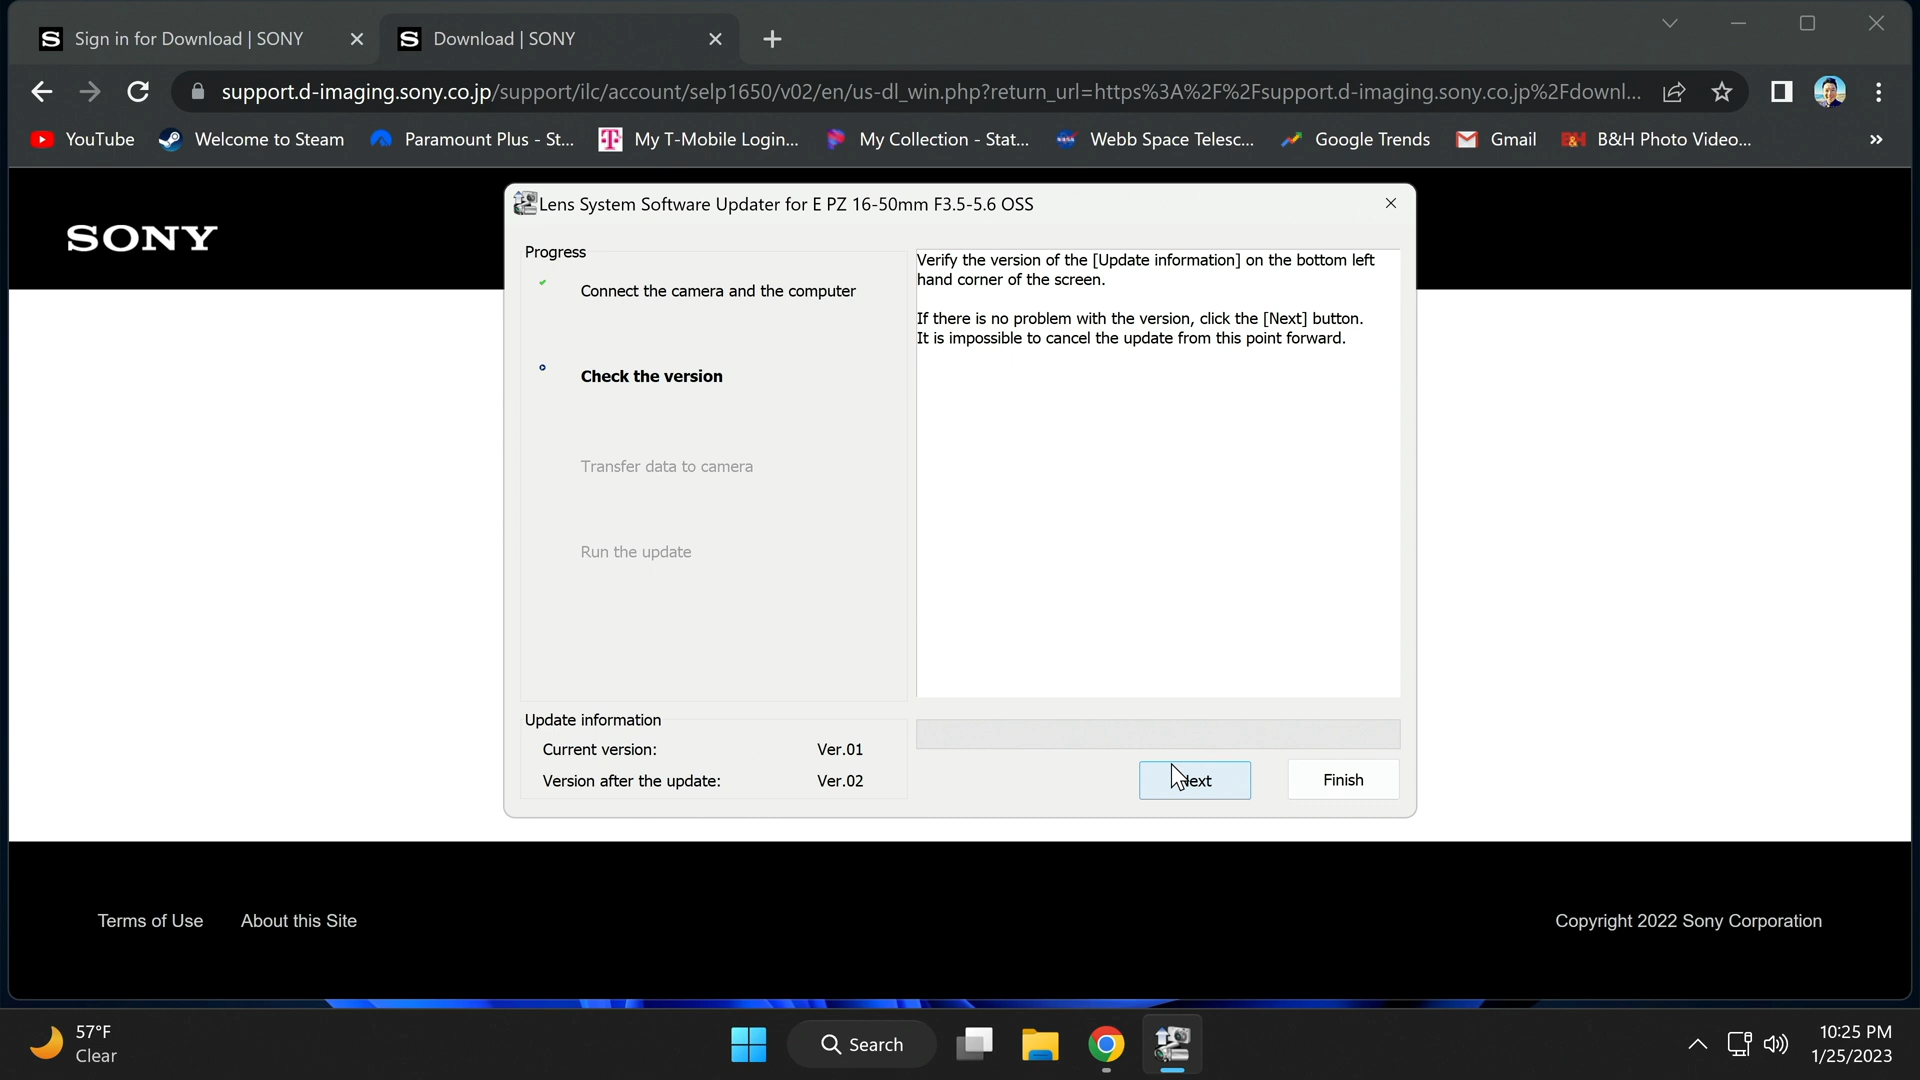 Sign in for Download | SONY
Download | SONY
support.d-imaging.sony.co.jp/support/ilc/account/selp1650/v02/en/us-dl_win.php?return_url=https%3A%2F%2Fsupport.d-imaging.sony.co.jp%2Fdownl...
YouTube
Welcome to Steam
Paramount Plus - St...
My T-Mobile Login...
My Collection - Stat...
Webb Space Telesc...
Google Trends
Gmail
B&H Photo Video...
SONY
Lens System Software Updater for E PZ 16-50mm F3.5-5.6 OSS
Progress
Connect the camera and the computer
Check the version
Transfer data to camera
Run the update
Verify the version of the [Update information] on the bottom left
hand corner of the screen.
If there is no problem with the version, click the [Next] button.
It is impossible to cancel the update from this point forward.
Update information
Current version: Ver.01
Version after the update: Ver.02
Next
Finish
Terms of Use
About this Site
Copyright 2022 Sony Corporation
57°F
Clear
Search
10:25 PM
1/25/2023